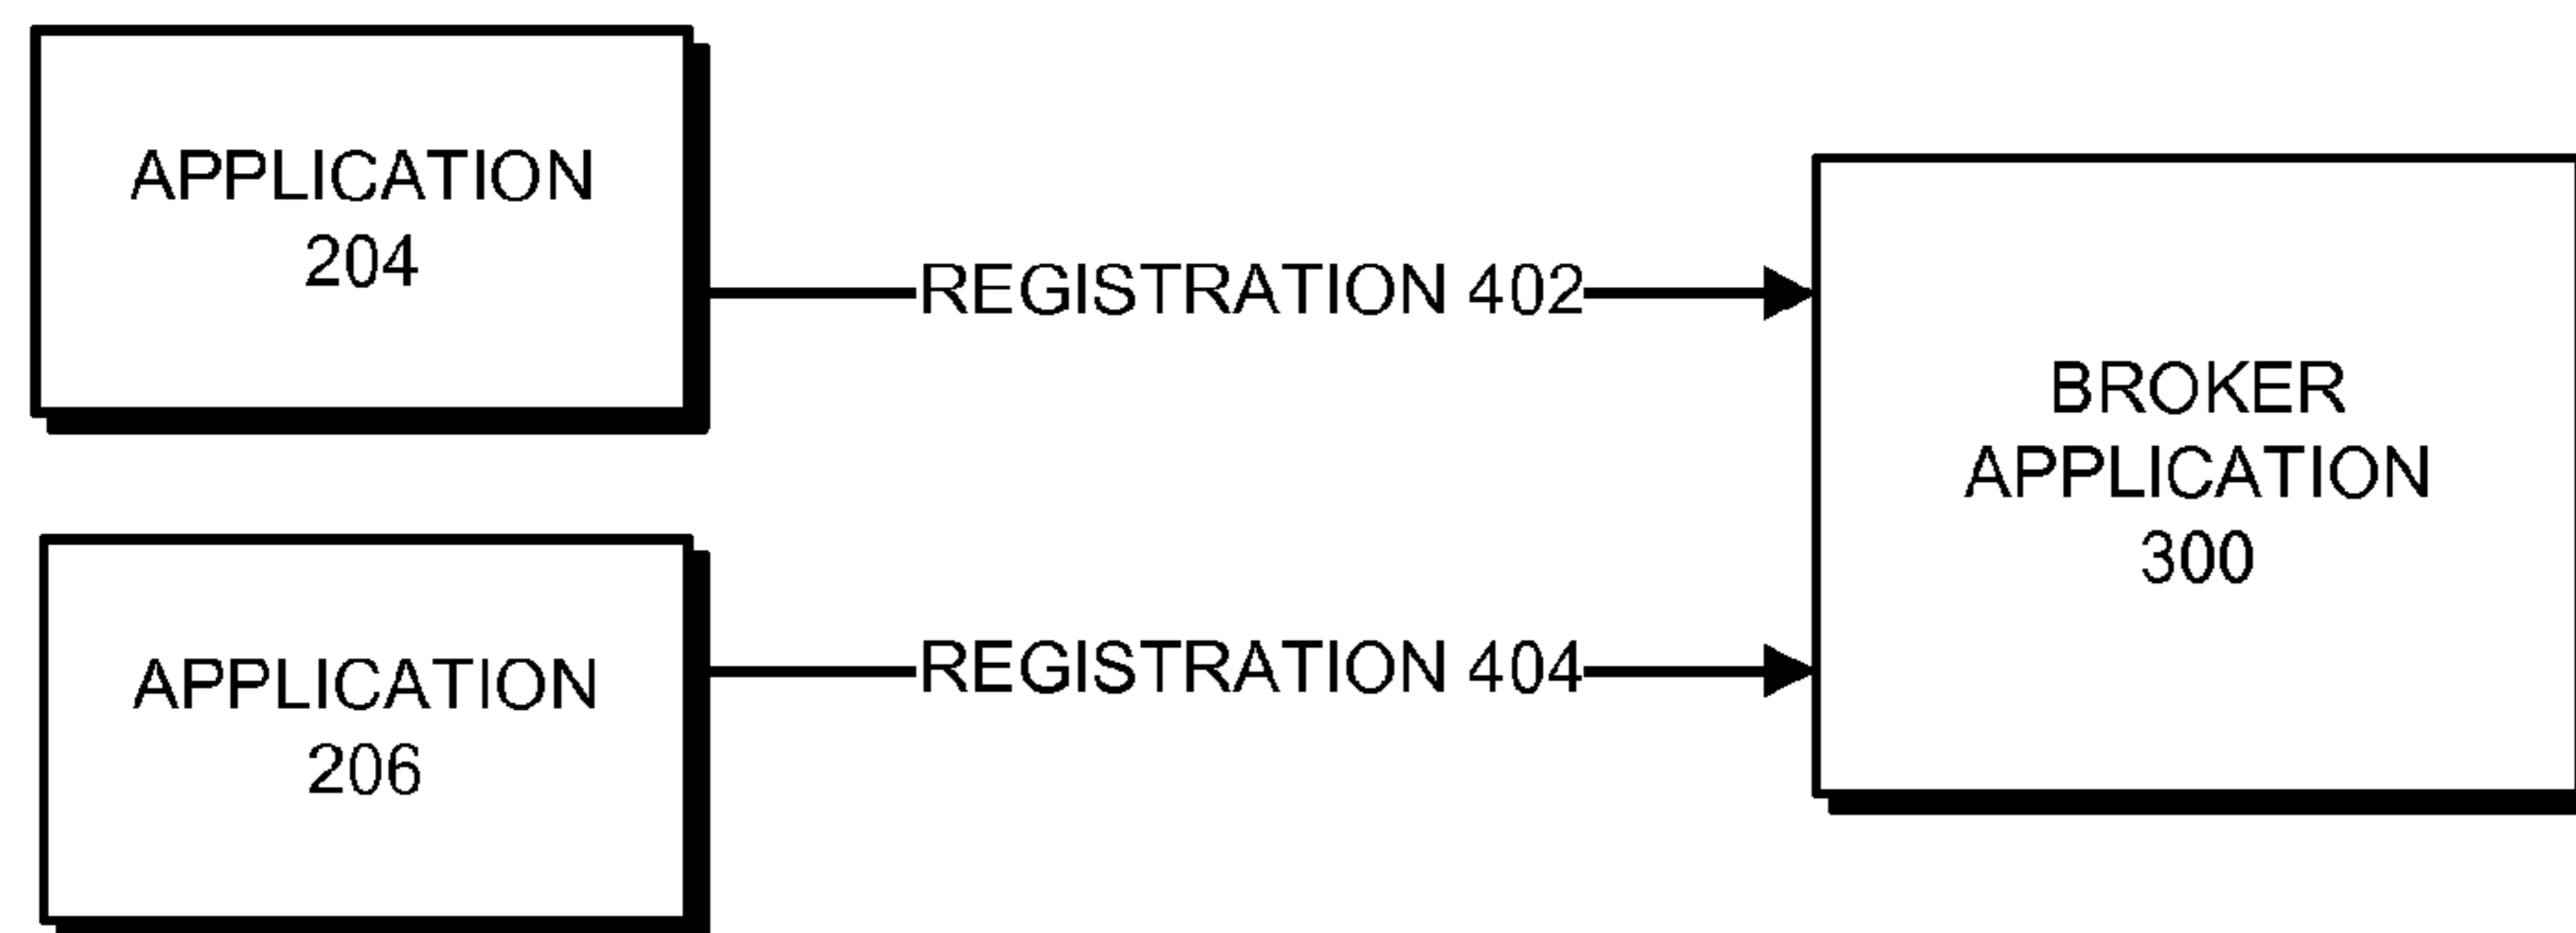 APPLICATION
204
REGISTRATION 402
BROKER
APPLICATION
300
APPLICATION
206
REGISTRATION 404